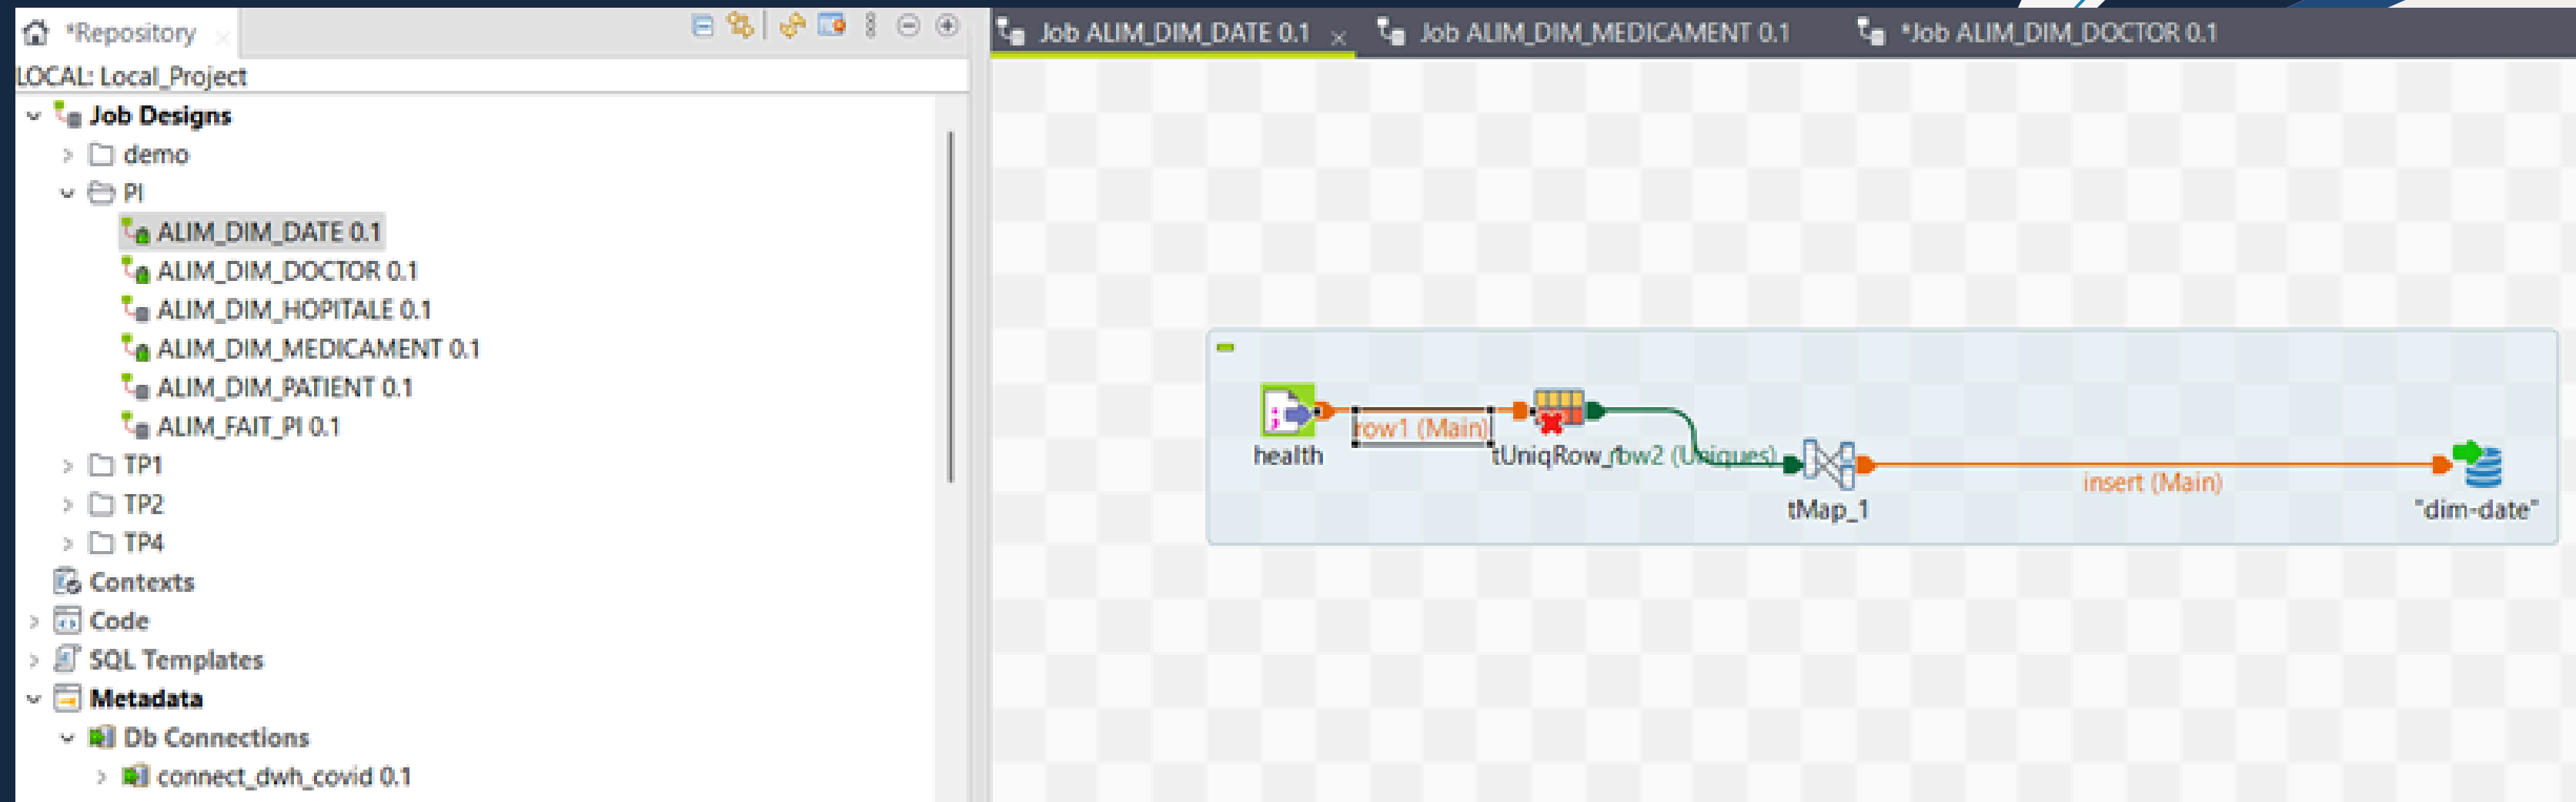 *Repository
LOCAL: Local_Project
Job Designs
demo
PI
ALIM_DIM_DATE 0.1
ALIM_DIM_DOCTOR 0.1
ALIM_DIM_HOPITALE 0.1
ALIM_DIM_MEDICAMENT 0.1
ALIM_DIM_PATIENT 0.1
ALIM_FAIT_PI 0.1
TP1
TP2
TP4
Contexts
Code
SQL Templates
Metadata
Db Connections
connect_dwh_covid 0.1
Job ALIM_DIM_DATE 0.1 Job ALIM_DIM_MEDICAMENT 0.1 *Job ALIM_DIM_DOCTOR 0.1
row1 (Main)
health tUniqRow_ row2 (Uniques)
insert (Main)
tMap_1 "dim-date"